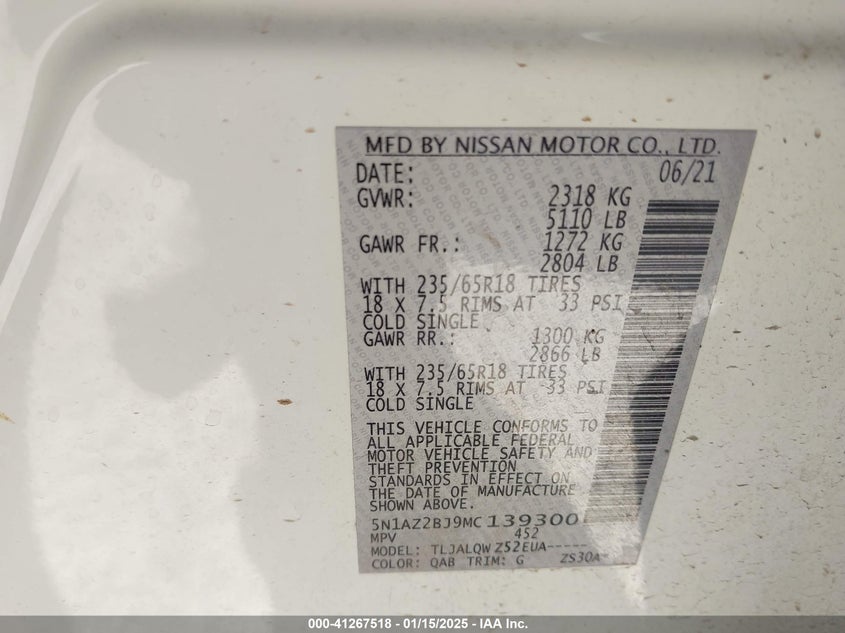 MFD BY NISSAN MOTOR CO., LTD.
DATE: 06/21
GVWR: 2318 KG
5110 LB
GAWR FR.: 1272 KG
2804 LB
WITH 235/65R18 TIRES
18 X 7.5 RIMS AT 33 PSI
COLD SINGLE
GAWR RR.: 1300 KG
2866 LB
WITH 235/65R18 TIRES
18 X 7.5 RIMS AT 33 PSI
COLD SINGLE
THIS VEHICLE CONFORMS TO
ALL APPLICABLE FEDERAL
MOTOR VEHICLE SAFETY AND
THEFT PREVENTION
STANDARDS IN EFFECT ON
THE DATE OF MANUFACTURE
SHOWN ABOVE.
5N1AZ2BJ9MC139300
MPV 452
MODEL: TLJALQW Z52EUA-----
COLOR: QAB TRIM: G ZS30A*
000-41267518 - 01/15/2025 - IAA Inc.